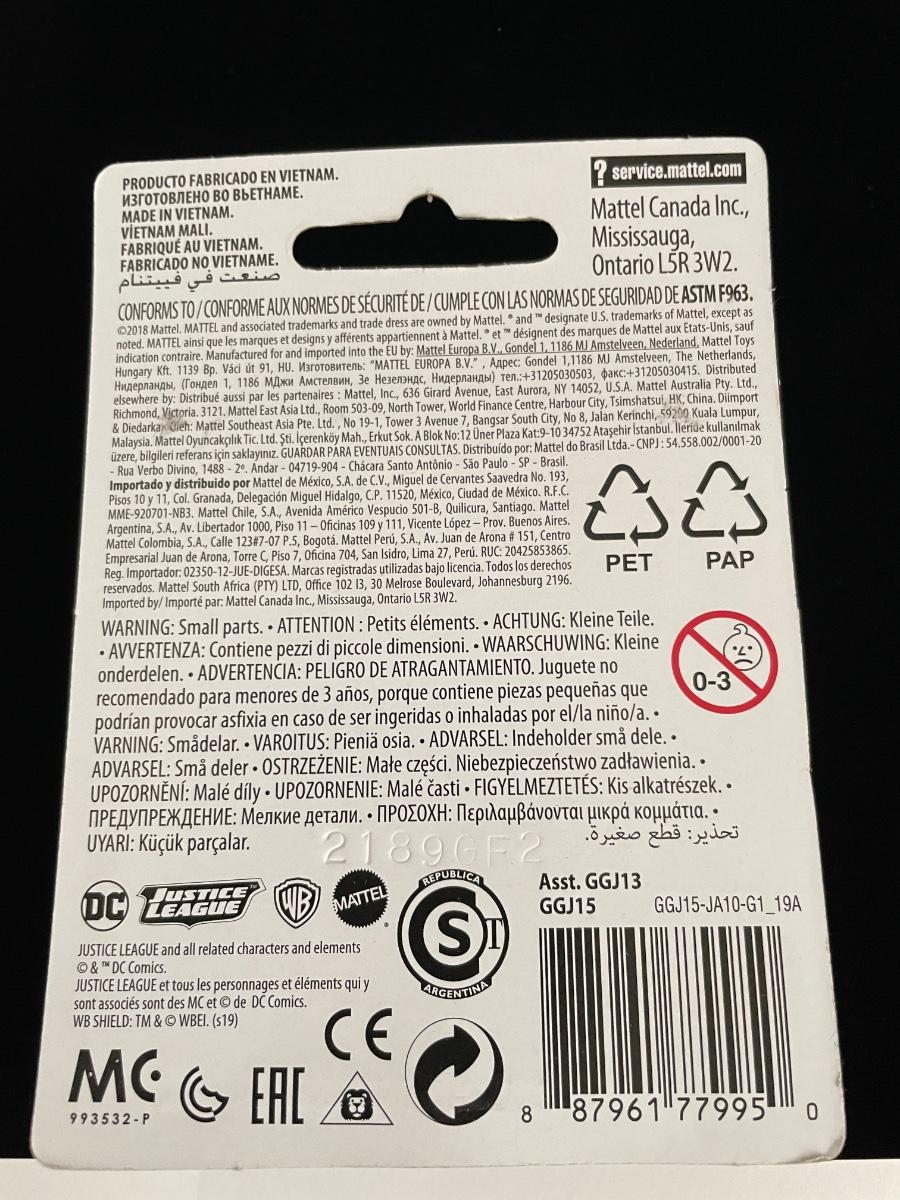 PRODUCTO FABRICADO EN VIETNAM.
ИЗГОТОВЛЕНО ВО ВЬЕТНАМЕ.
MADE IN VIETNAM.
VİETNAM MALI.
FABRIQUÉ AU VIETNAM.
FABRICADO NO VIETNAME.
صنعت في فييتنام
? service.mattel.com
Mattel Canada Inc.,
Mississauga,
Ontario L5R 3W2.
CONFORMS TO / CONFORME AUX NORMES DE SÉCURITÉ DE / CUMPLE CON LAS NORMAS DE SEGURIDAD DE ASTM F963.
©2018 Mattel. MATTEL and associated trademarks and trade dress are owned by Mattel. ® and ™ designate U.S. trademarks of Mattel, except as
noted. MATTEL ainsi que les marques et designs y afférents appartiennent à Mattel. ® et ™ désignent des marques de Mattel aux États-Unis, sauf
indication contraire. Manufactured for and imported into the EU by: Mattel Europa B.V., Gondel 1, 1186 MJ Amstelveen, Nederland. Mattel Toys
Hungary Kft. 1139 Bp. Váci út 91, HU. Изготовитель: "MATTEL EUROPA B.V." , Адрес: Gondel 1,1186 MJ Amstelveen, The Netherlands,
Нидерланды, (Гондел 1, 1186 МДжи Амстелвин, Зе Незелэндс, Нидерланды) тел.:+31205030503, факс:+31205030415. Distributed
elsewhere by: Distribué aussi par les partenaires : Mattel, Inc., 636 Girard Avenue, East Aurora, NY 14052, U.S.A. Mattel Australia Pty. Ltd.,
Richmond, Victoria. 3121. Mattel East Asia Ltd., Room 503-09, North Tower, World Finance Centre, Harbour City, Tsimshatsui, HK, China. Diimport
& Diedarkan Oleh: Mattel Southeast Asia Pte. Ltd. , No 19-1, Tower 3 Avenue 7, Bangsar South City, No 8, Jalan Kerinchi, 59200 Kuala Lumpur,
Malaysia. Mattel Oyuncakçılık Tic. Ltd. Şti. İçerenköy Mah., Erkut Sok. A Blok No:12 Üner Plaza Kat:9-10 34752 Ataşehir İstanbul. İleride kullanılmak
üzere, bilgileri referans için saklayınız. GUARDAR PARA EVENTUAIS CONSULTAS. Distribuído por: Mattel do Brasil Ltda.- CNPJ : 54.558.002/0001-20
- Rua Verbo Divino, 1488 - 2º. Andar - 04719-904 - Chácara Santo Antônio - São Paulo - SP - Brasil.
Importado y distribuido por Mattel de México, S.A. de C.V., Miguel de Cervantes Saavedra No. 193,
Pisos 10 y 11, Col. Granada, Delegación Miguel Hidalgo, C.P. 11520, México, Ciudad de México. R.F.C.
MME-920701-NB3. Mattel Chile, S.A., Avenida Américo Vespucio 501-B, Quilicura, Santiago. Mattel
Argentina, S.A., Av. Libertador 1000, Piso 11 – Oficinas 109 y 111, Vicente López – Prov. Buenos Aires.
Mattel Colombia, S.A., Calle 123#7-07 P.5, Bogotá. Mattel Perú, S.A., Av. Juan de Arona # 151, Centro
Empresarial Juan de Arona, Torre C, Piso 7, Oficina 704, San Isidro, Lima 27, Perú. RUC: 20425853865.
Reg. Importador: 02350-12-JUE-DIGESA. Marcas registradas utilizadas bajo licencia. Todos los derechos
reservados. Mattel South Africa (PTY) LTD, Office 102 I3, 30 Melrose Boulevard, Johannesburg 2196.
Imported by/ Importé par: Mattel Canada Inc., Mississauga, Ontario L5R 3W2.
PET PAP
WARNING: Small parts. • ATTENTION : Petits éléments. • ACHTUNG: Kleine Teile.
• AVVERTENZA: Contiene pezzi di piccole dimensioni. • WAARSCHUWING: Kleine
onderdelen. • ADVERTENCIA: PELIGRO DE ATRAGANTAMIENTO. Juguete no
recomendado para menores de 3 años, porque contiene piezas pequeñas que
podrían provocar asfixia en caso de ser ingeridas o inhaladas por el/la niño/a. •
VARNING: Smådelar. • VAROITUS: Pieniä osia. • ADVARSEL: Indeholder små dele. •
ADVARSEL: Små deler • OSTRZEŻENIE: Małe części. Niebezpieczeństwo zadławienia. •
UPOZORNĚNÍ: Malé díly • UPOZORNENIE: Malé časti • FIGYELMEZTETÉS: Kis alkatrészek. •
ПРЕДУПРЕЖДЕНИЕ: Мелкие детали. • ΠΡΟΣΟΧΗ: Περιλαμβάνονται μικρά κομμάτια. •
UYARI: Küçük parçalar.
تحذير: قطع صغيرة.
0-3
2189GF2
DC
JUSTICE LEAGUE™
WB
MATTEL®
REPUBLICA
S T
ARGENTINA
Asst. GGJ13
GGJ15 GGJ15-JA10-G1_19A
JUSTICE LEAGUE and all related characters and elements
© & ™ DC Comics.
JUSTICE LEAGUE et tous les personnages et éléments qui y
sont associés sont des MC et © de DC Comics.
WB SHIELD: TM & © WBEI. (s19)
CE
MC
993532-P
EAC
8 87961 77995 0